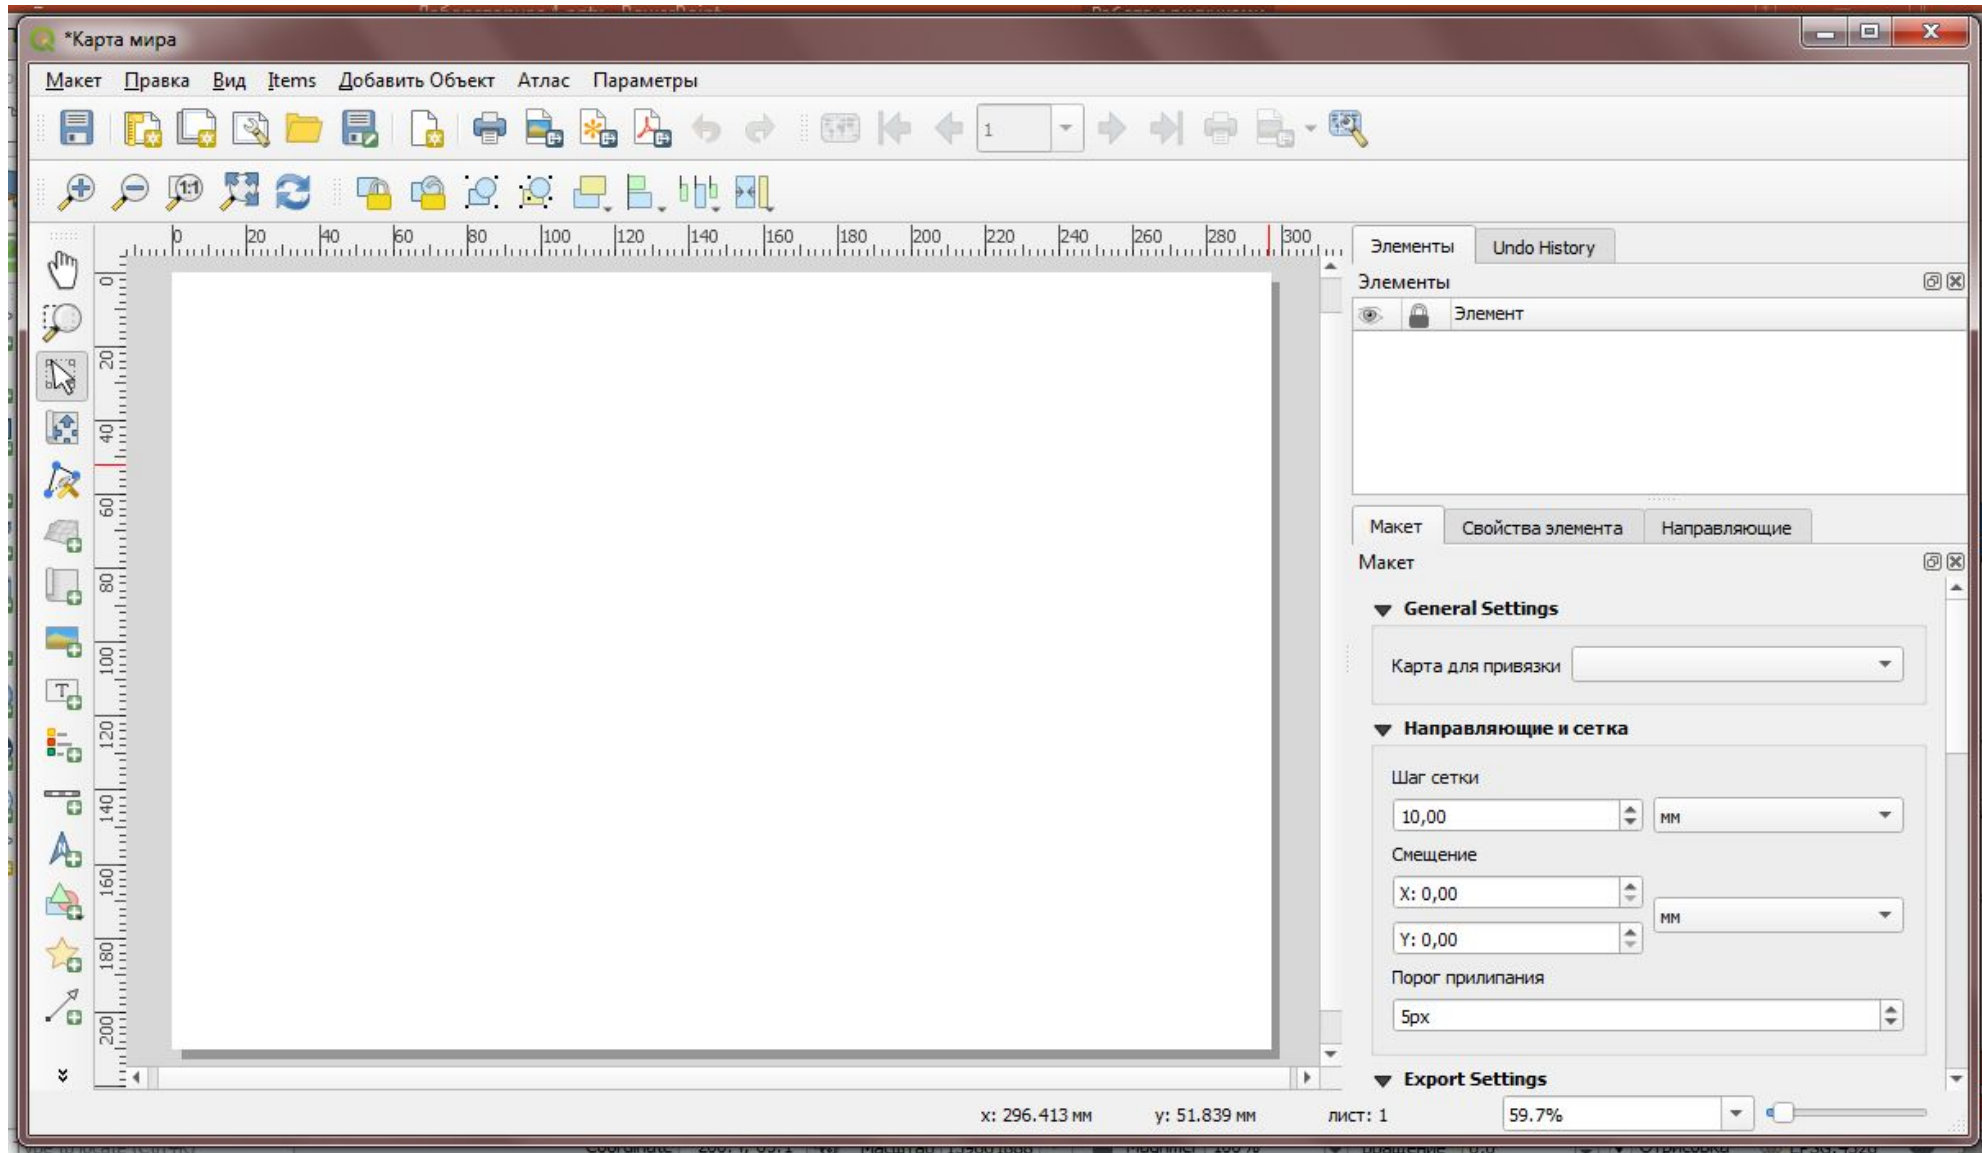 *Карта мира
Макет Правка Вид Items Добавить Объект Атлас Параметры
1
1:1
0 20 40 60 80 100 120 140 160 180 200 220 240 260 280 300
0
20
40
60
80
100
120
140
160
180
200
T
N
Элементы Undo History
Элементы
Элемент
Макет Свойства элемента Направляющие
Макет
General Settings
Карта для привязки
Направляющие и сетка
Шаг сетки
10,00 мм
Смещение
X: 0,00
мм
Y: 0,00
Порог прилипания
5px
Export Settings
x: 296.413 мм y: 51.839 мм лист: 1 59.7%